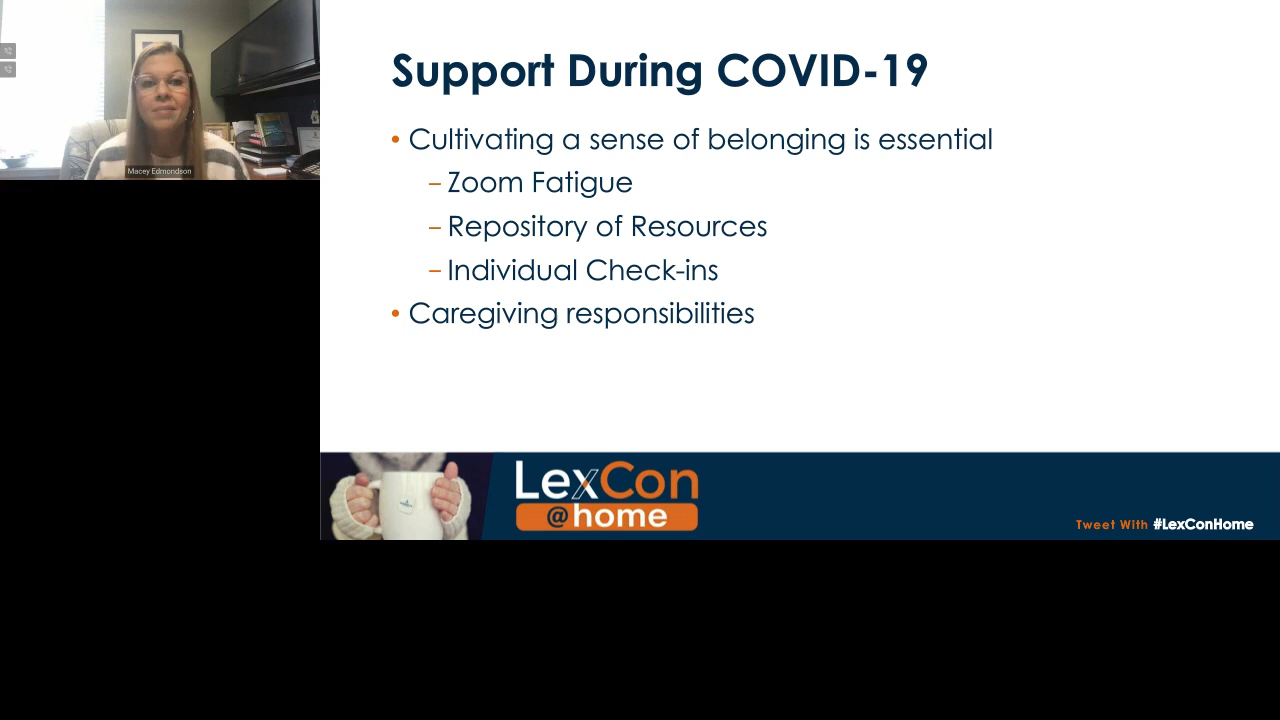 Macey Edmondson
Support During COVID-19
• Cultivating a sense of belonging is essential
– Zoom Fatigue
– Repository of Resources
– Individual Check-ins
• Caregiving responsibilities
LexCon
@home
Tweet With #LexConHome